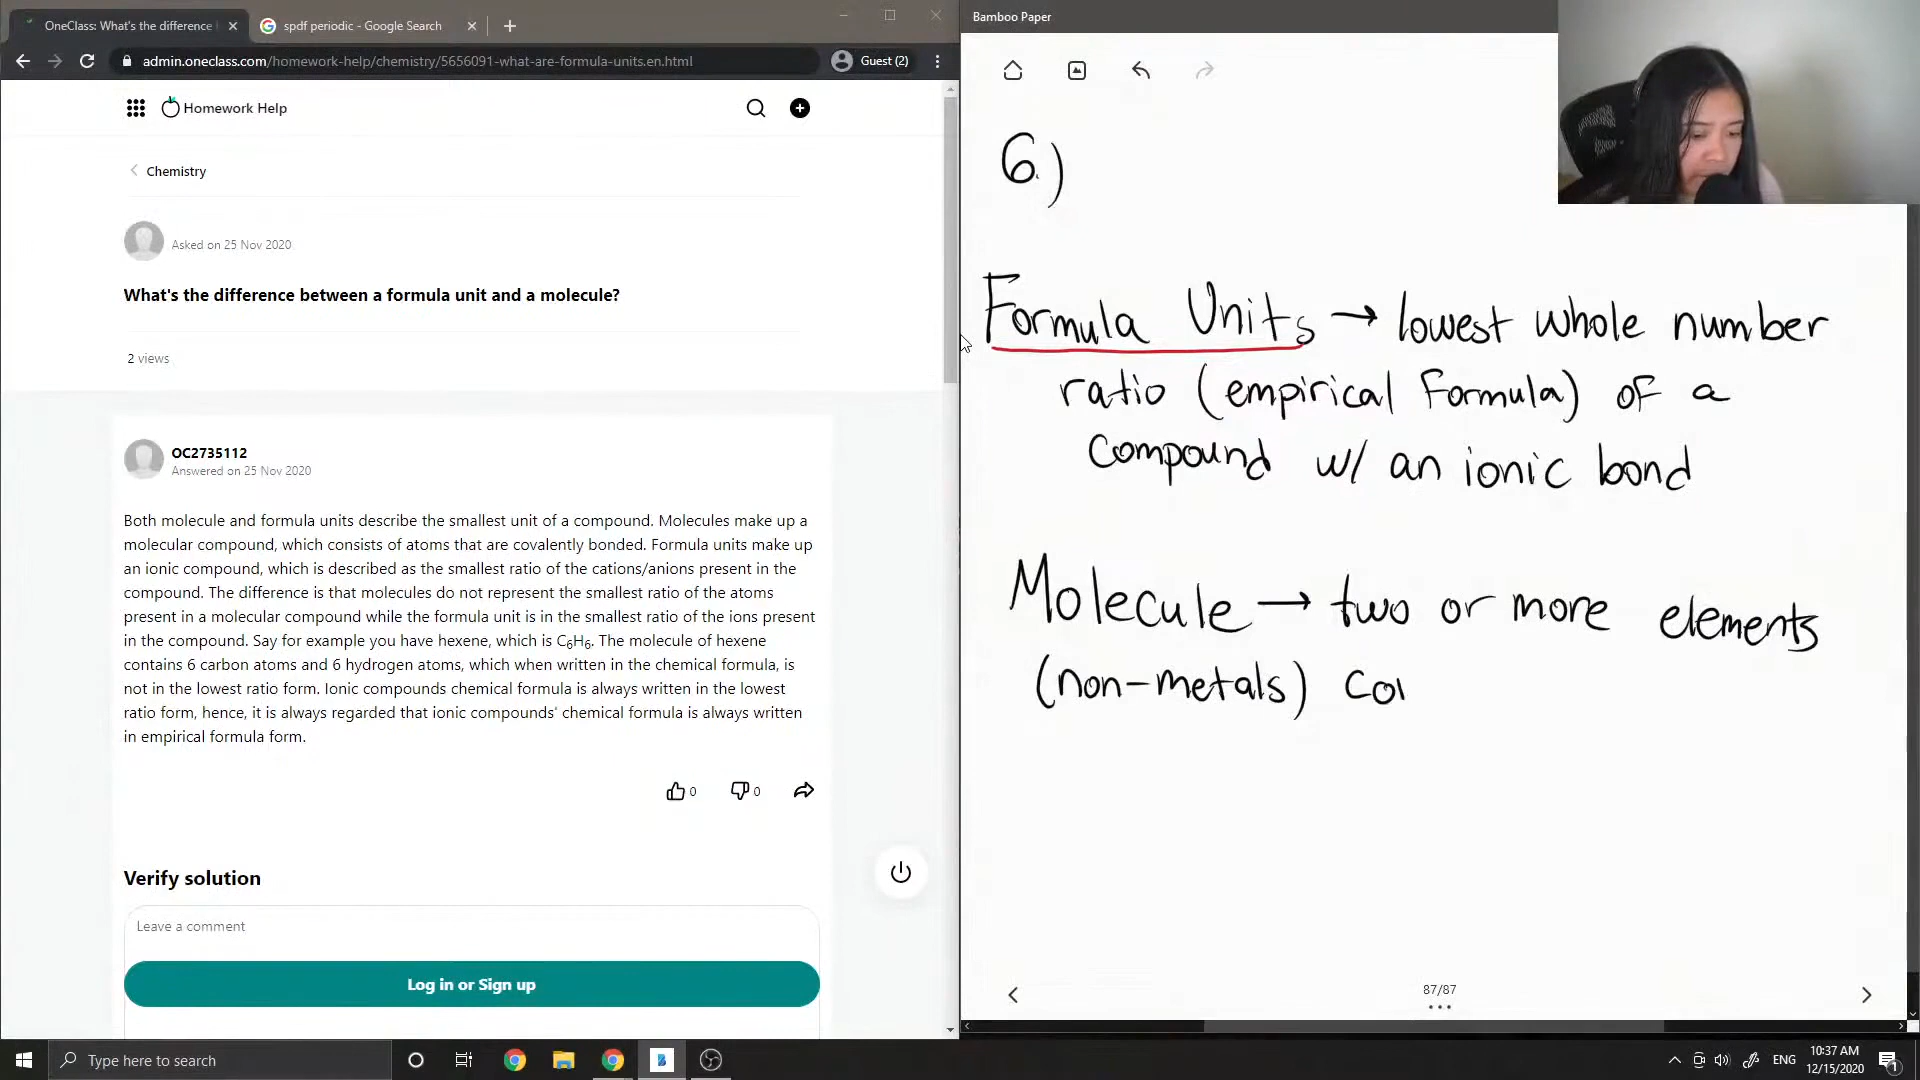 OneClass: What's the difference
spdf periodic - Google Search
admin.oneclass.com/homework-help/chemistry/5656091-what-are-formula-units.en.html
Guest (2)
Homework Help
Chemistry
Asked on 25 Nov 2020
What's the difference between a formula unit and a molecule?
2 views
OC2735112
Answered on 25 Nov 2020
Both molecule and formula units describe the smallest unit of a compound. Molecules make up a
molecular compound, which consists of atoms that are covalently bonded. Formula units make up
an ionic compound, which is described as the smallest ratio of the cations/anions present in the
compound. The difference is that molecules do not represent the smallest ratio of the atoms
present in a molecular compound while the formula unit is in the smallest ratio of the ions present
in the compound. Say for example you have hexene, which is C₆H₆. The molecule of hexene
contains 6 carbon atoms and 6 hydrogen atoms, which when written in the chemical formula, is
not in the lowest ratio form. Ionic compounds chemical formula is always written in the lowest
ratio form, hence, it is always regarded that ionic compounds' chemical formula is always written
in empirical formula form.
0 0
Verify solution
Leave a comment
Log in or Sign up
Bamboo Paper
6.)
Formula Units → lowest whole number
ratio (empirical formula) of a
compound w/ an ionic bond
Molecule → two or more elements
(non-metals) cov
87/87
Type here to search
ENG
10:37 AM
12/15/2020
1